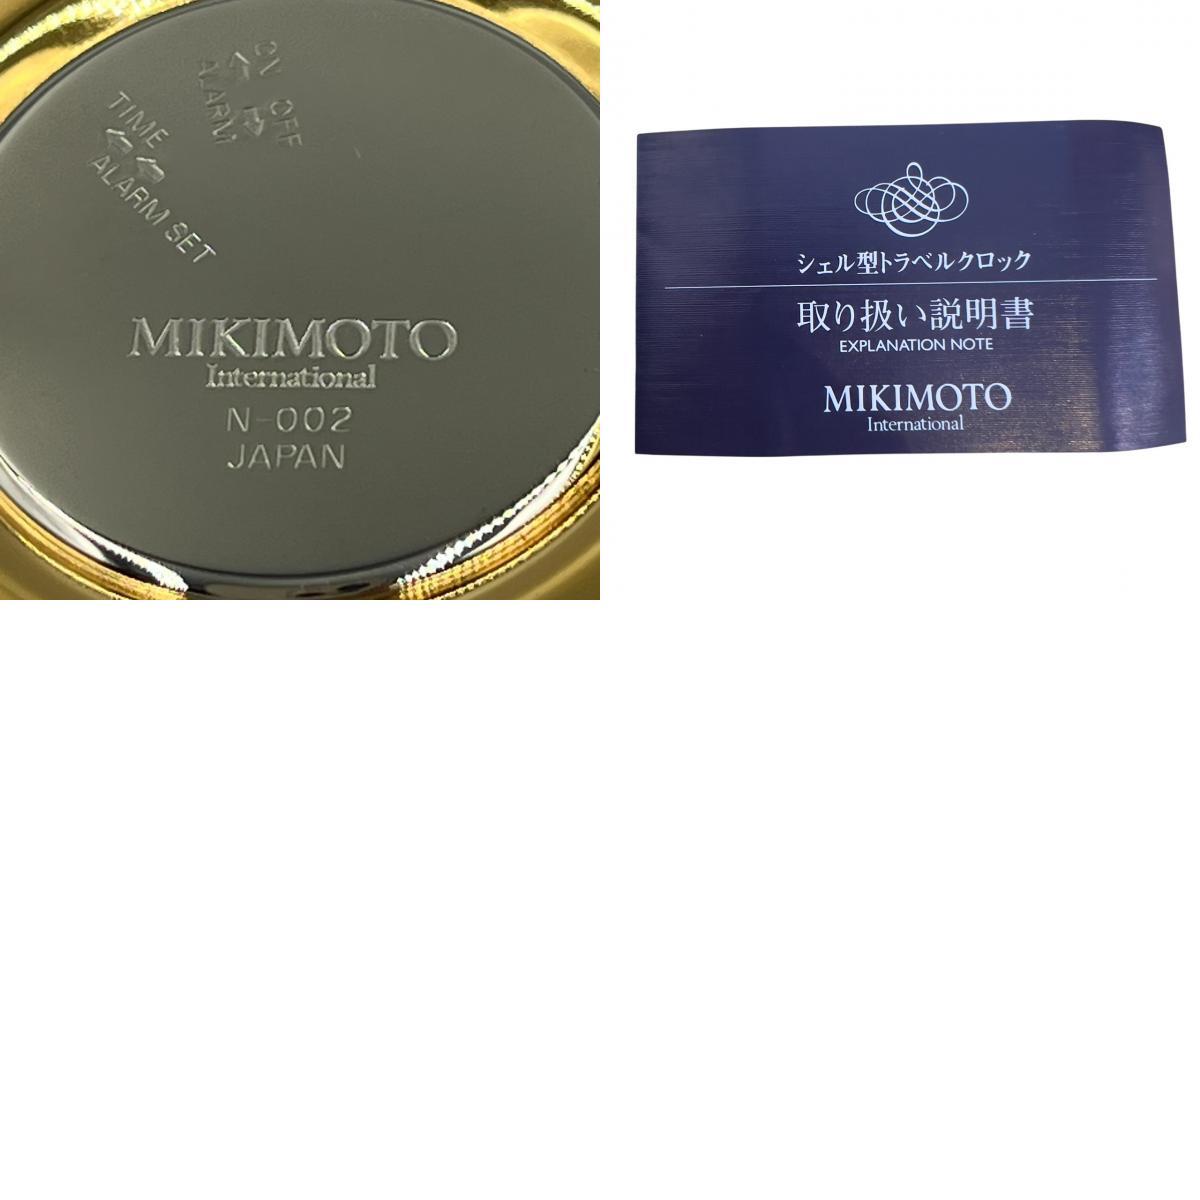 ON OFF
ALARM
TIME
ALARM SET
MIKIMOTO
International
N-002
JAPAN
シェル型トラベルクロック
取り扱い説明書
EXPLANATION NOTE
MIKIMOTO
International